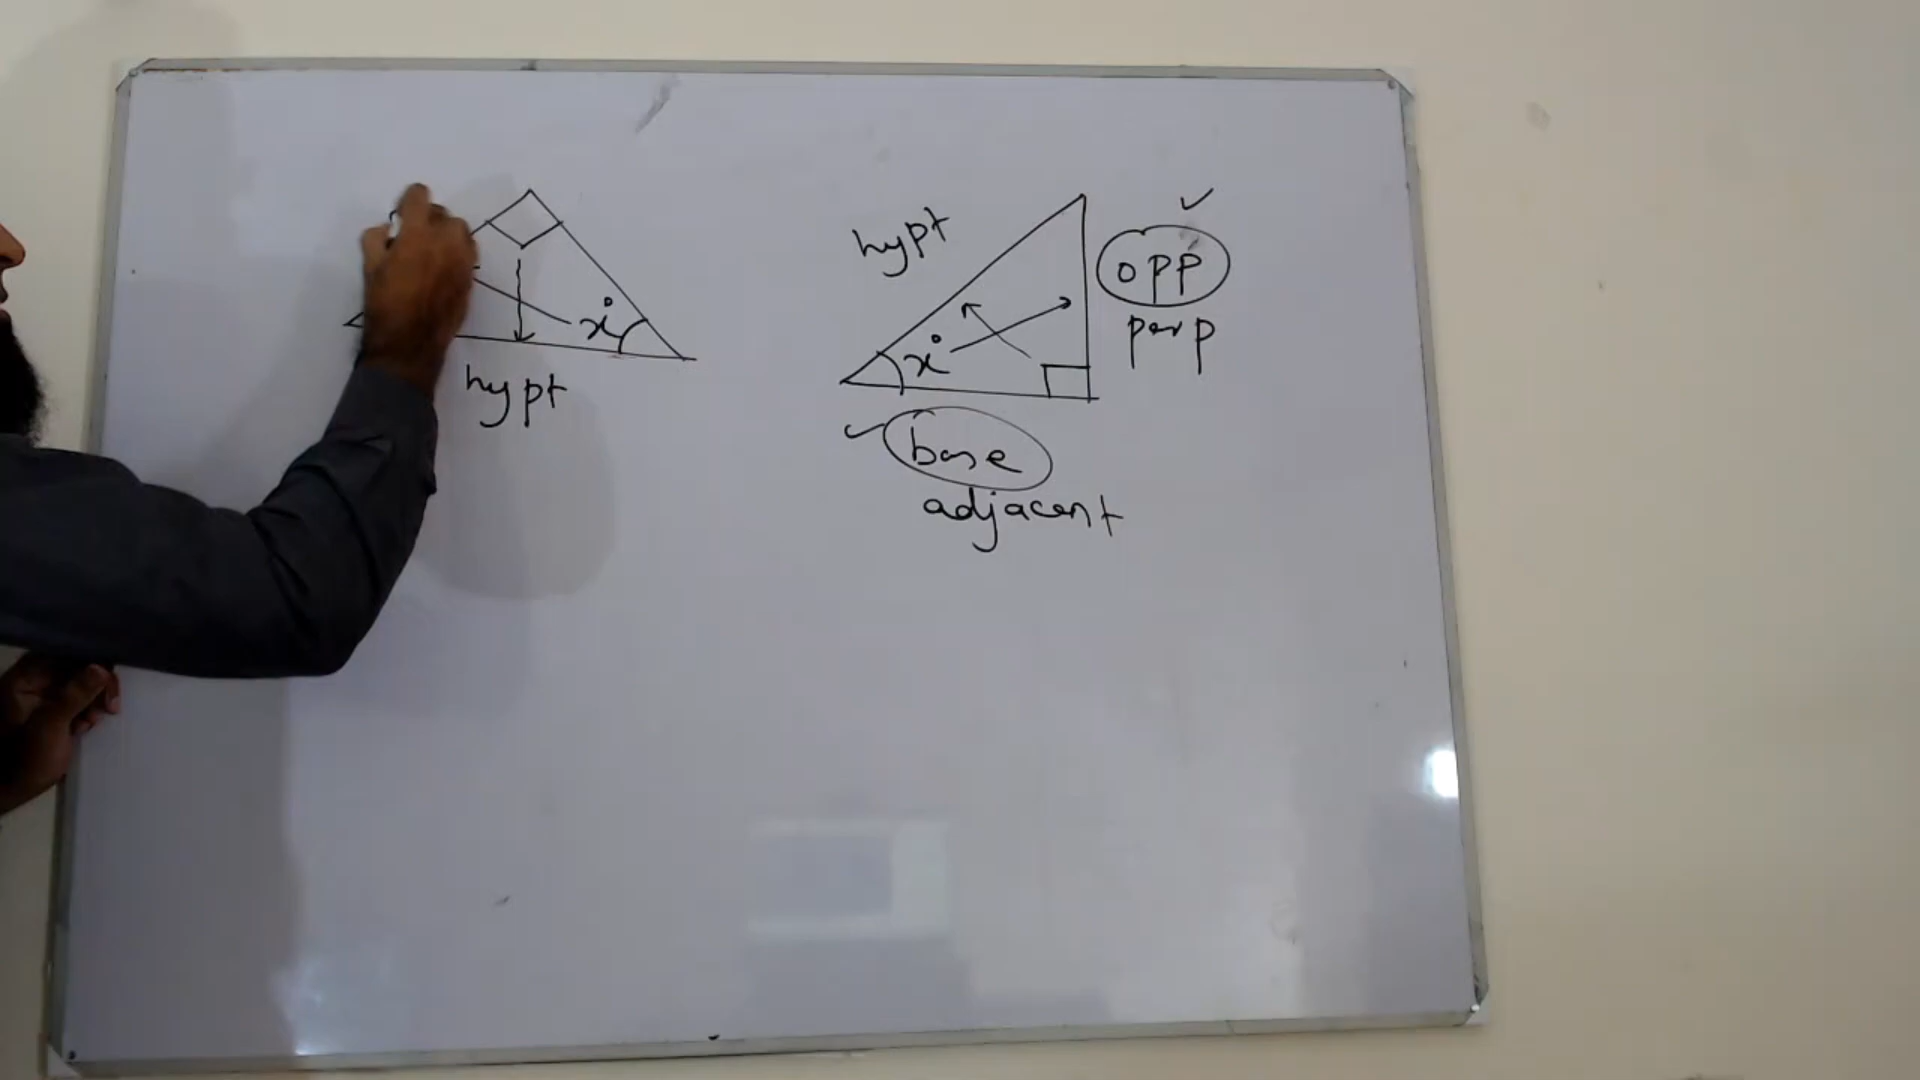 x°
hypt
hypt
opp
perp
x°
base
adjacent